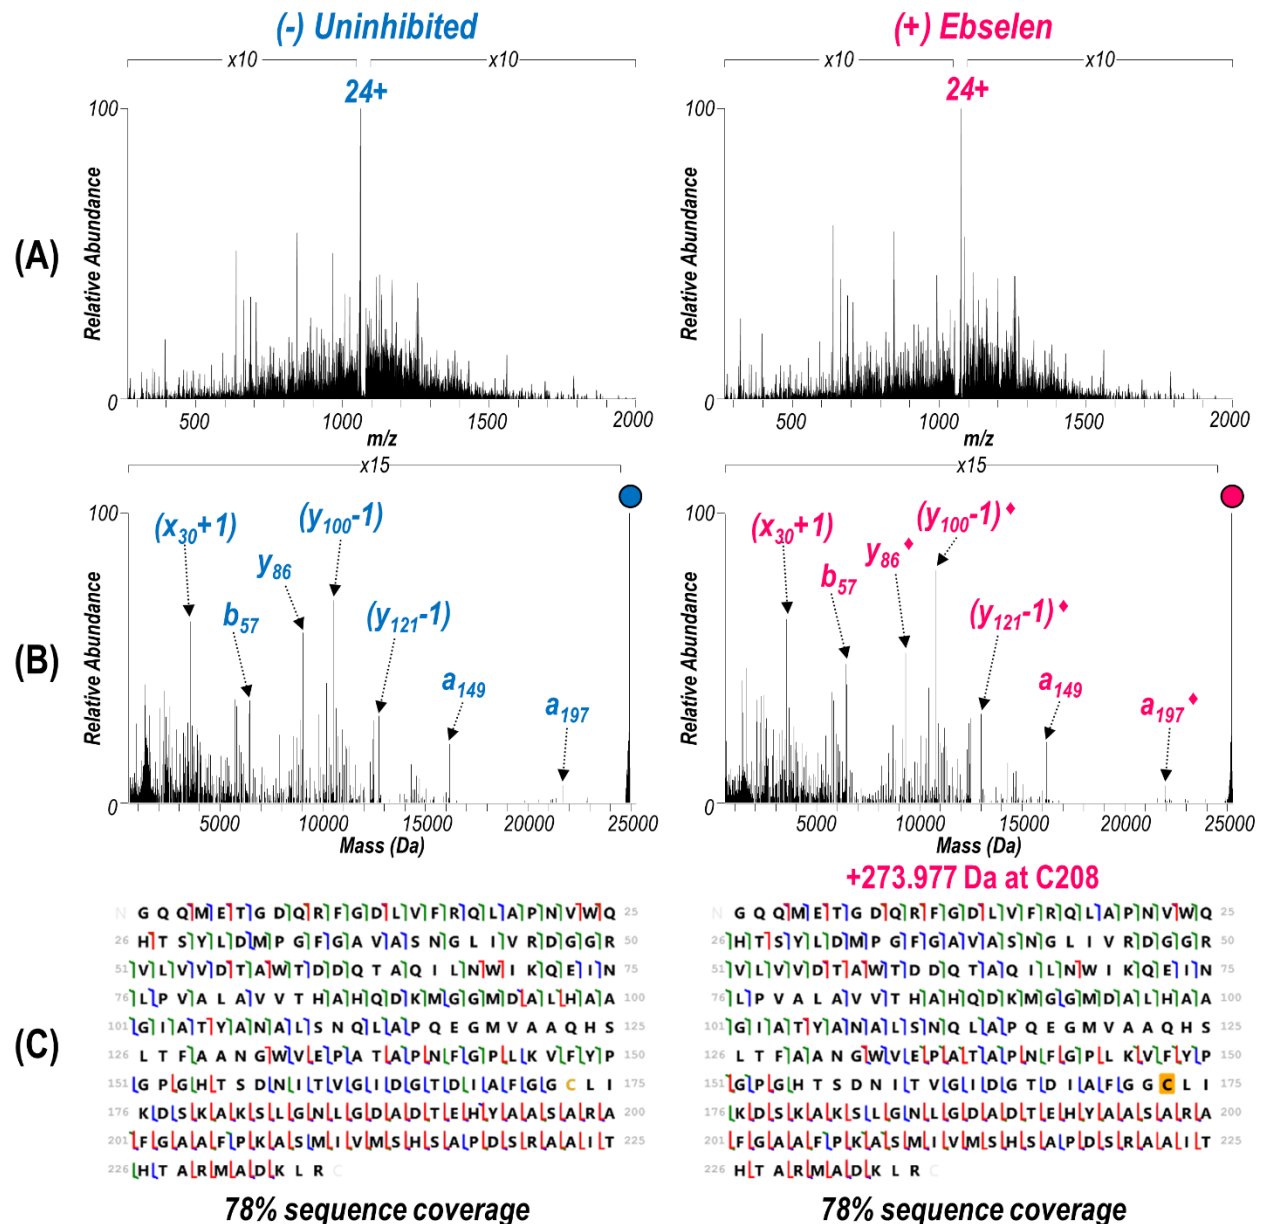 (-) Uninhibited
x10 x10
24+
(A)
Relative Abundance
100
0
500 1000 1500 2000
m/z
(+) Ebselen
x10 x10
24+
Relative Abundance
100
0
500 1000 1500 2000
m/z
(B)
x15
Relative Abundance
100
0
(x30+1)
b57
y86
(y100-1)
(y121-1)
a149
a197
5000 10000 15000 20000 25000
Mass (Da)
x15
Relative Abundance
100
0
(x30+1)
b57
y86♦
(y100-1)♦
(y121-1)♦
a149
a197♦
5000 10000 15000 20000 25000
Mass (Da)
(C)
N G Q Q M E T G D Q R F G D L V F R Q L A P N V W Q 25
26 H T S Y L D M P G F G A V A S N G L I V R D G G R 50
51 V L V V D T A W T D D Q T A Q I L N W I K Q E I N 75
76 L P V A L A V V T H A H Q D K M G G M D A L H A A 100
101 G I A T Y A N A L S N Q L A P Q E G M V A A Q H S 125
126 L T F A A N G W V E P A T A P N F G P L K V F Y P 150
151 G P G H T S D N I T V G I D G T D I A F G G C L I 175
176 K D S K A K S L G N L G D A D T E H Y A A S A R A 200
201 F G A A F P K A S M I V M S H S A P D S R A A I T 225
226 H T A R M A D K L R C
78% sequence coverage
+273.977 Da at C208
N G Q Q M E T G D Q R F G D L V F R Q L A P N V W Q 25
26 H T S Y L D M P G F G A V A S N G L I V R D G G R 50
51 V L V V D T A W T D D Q T A Q I L N W I K Q E I N 75
76 L P V A L A V V T H A H Q D K M G G M D A L H A A 100
101 G I A T Y A N A L S N Q L A P Q E G M V A A Q H S 125
126 L T F A A N G W V E P A T A P N F G P L K V F Y P 150
151 G P G H T S D N I T V G I D G T D I A F G G C L I 175
176 K D S K A K S L G N L G D A D T E H Y A A S A R A 200
201 F G A A F P K A S M I V M S H S A P D S R A A I T 225
226 H T A R M A D K L R C
78% sequence coverage